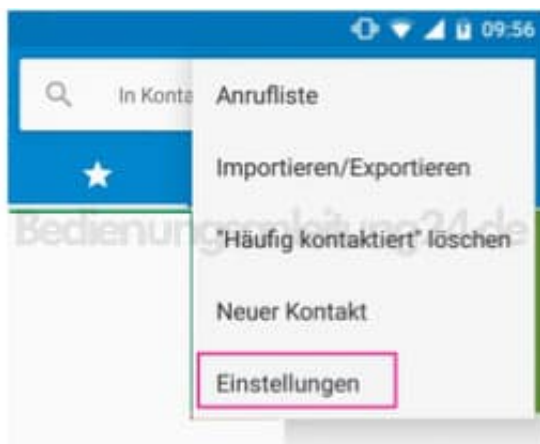 09:56
In Konta
Anrufliste
Importieren/Exportieren
Bedienungsanleitung24.de
"Häufig kontaktiert" löschen
Neuer Kontakt
Einstellungen